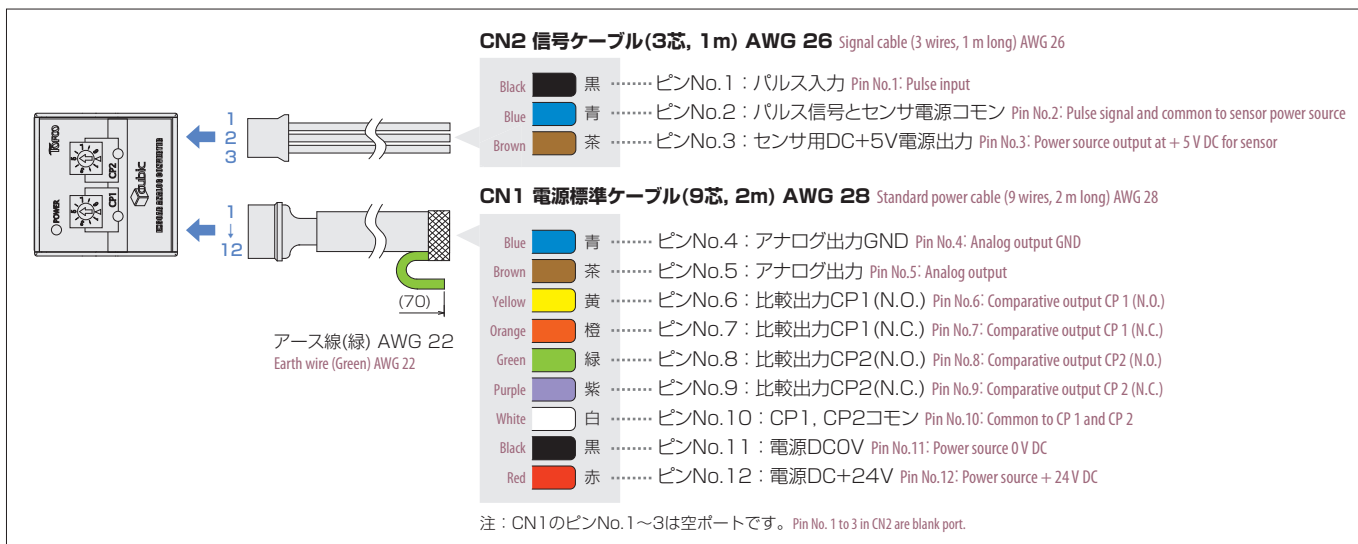 CN2 信号ケーブル(3芯, 1m) AWG 26 Signal cable (3 wires, 1 m long) AWG 26
Black 黒 ピンNo.1：パルス入力 Pin No.1: Pulse input
Blue 青 ピンNo.2：パルス信号とセンサ電源コモン Pin No.2: Pulse signal and common to sensor power source
Brown 茶 ピンNo.3：センサ用DC+5V電源出力 Pin No.3: Power source output at + 5 V DC for sensor
1
2
3
TOFCO
CP2
CP1
POWER
cubic
CN1 電源標準ケーブル(9芯, 2m) AWG 28 Standard power cable (9 wires, 2 m long) AWG 28
1
↓
12
Blue 青 ピンNo.4：アナログ出力GND Pin No.4: Analog output GND
Brown 茶 ピンNo.5：アナログ出力 Pin No.5: Analog output
Yellow 黄 ピンNo.6：比較出力CP1(N.O.) Pin No.6: Comparative output CP 1 (N.O.)
Orange 橙 ピンNo.7：比較出力CP1(N.C.) Pin No.7: Comparative output CP 1 (N.C.)
Green 緑 ピンNo.8：比較出力CP2(N.O.) Pin No.8: Comparative output CP2 (N.O.)
Purple 紫 ピンNo.9：比較出力CP2(N.C.) Pin No.9: Comparative output CP 2 (N.C.)
White 白 ピンNo.10：CP1, CP2コモン Pin No.10: Common to CP 1 and CP 2
Black 黒 ピンNo.11：電源DC0V Pin No.11: Power source 0 V DC
Red 赤 ピンNo.12：電源DC+24V Pin No.12: Power source + 24 V DC
(70)
アース線(緑) AWG 22
Earth wire (Green) AWG 22
注：CN1のピンNo.1～3は空ポートです。 Pin No. 1 to 3 in CN2 are blank port.